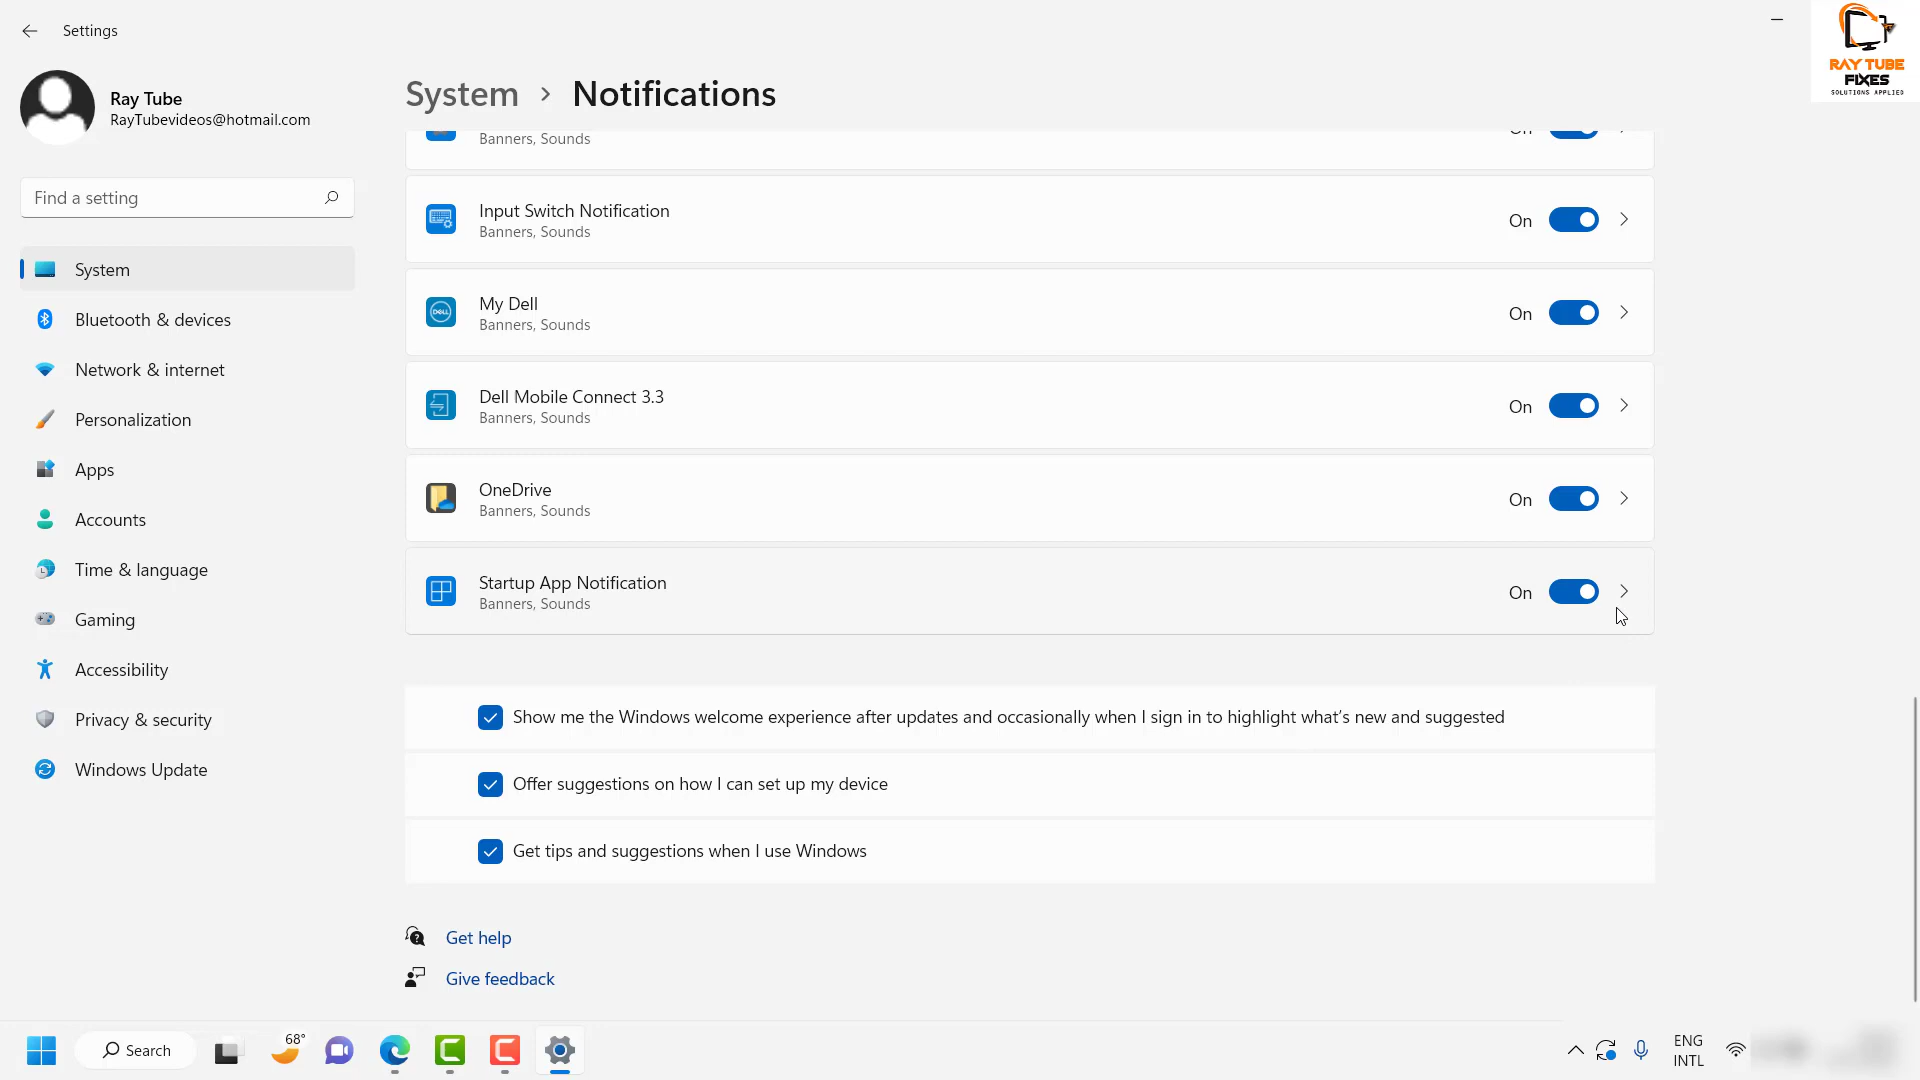 Settings
RAY TUBE
FIXES
SOLUTIONS APPLIED
Ray Tube
RayTubevideos@hotmail.com
Find a setting
System
Bluetooth & devices
Network & internet
Personalization
Apps
Accounts
Time & language
Gaming
Accessibility
Privacy & security
Windows Update
System > Notifications
Banners, Sounds
On
Input Switch Notification
Banners, Sounds
On
My Dell
Banners, Sounds
On
DELL
Dell Mobile Connect 3.3
Banners, Sounds
On
OneDrive
Banners, Sounds
On
Startup App Notification
Banners, Sounds
On
Show me the Windows welcome experience after updates and occasionally when I sign in to highlight what's new and suggested
Offer suggestions on how I can set up my device
Get tips and suggestions when I use Windows
Get help
Give feedback
Search
68°
ENG
INTL